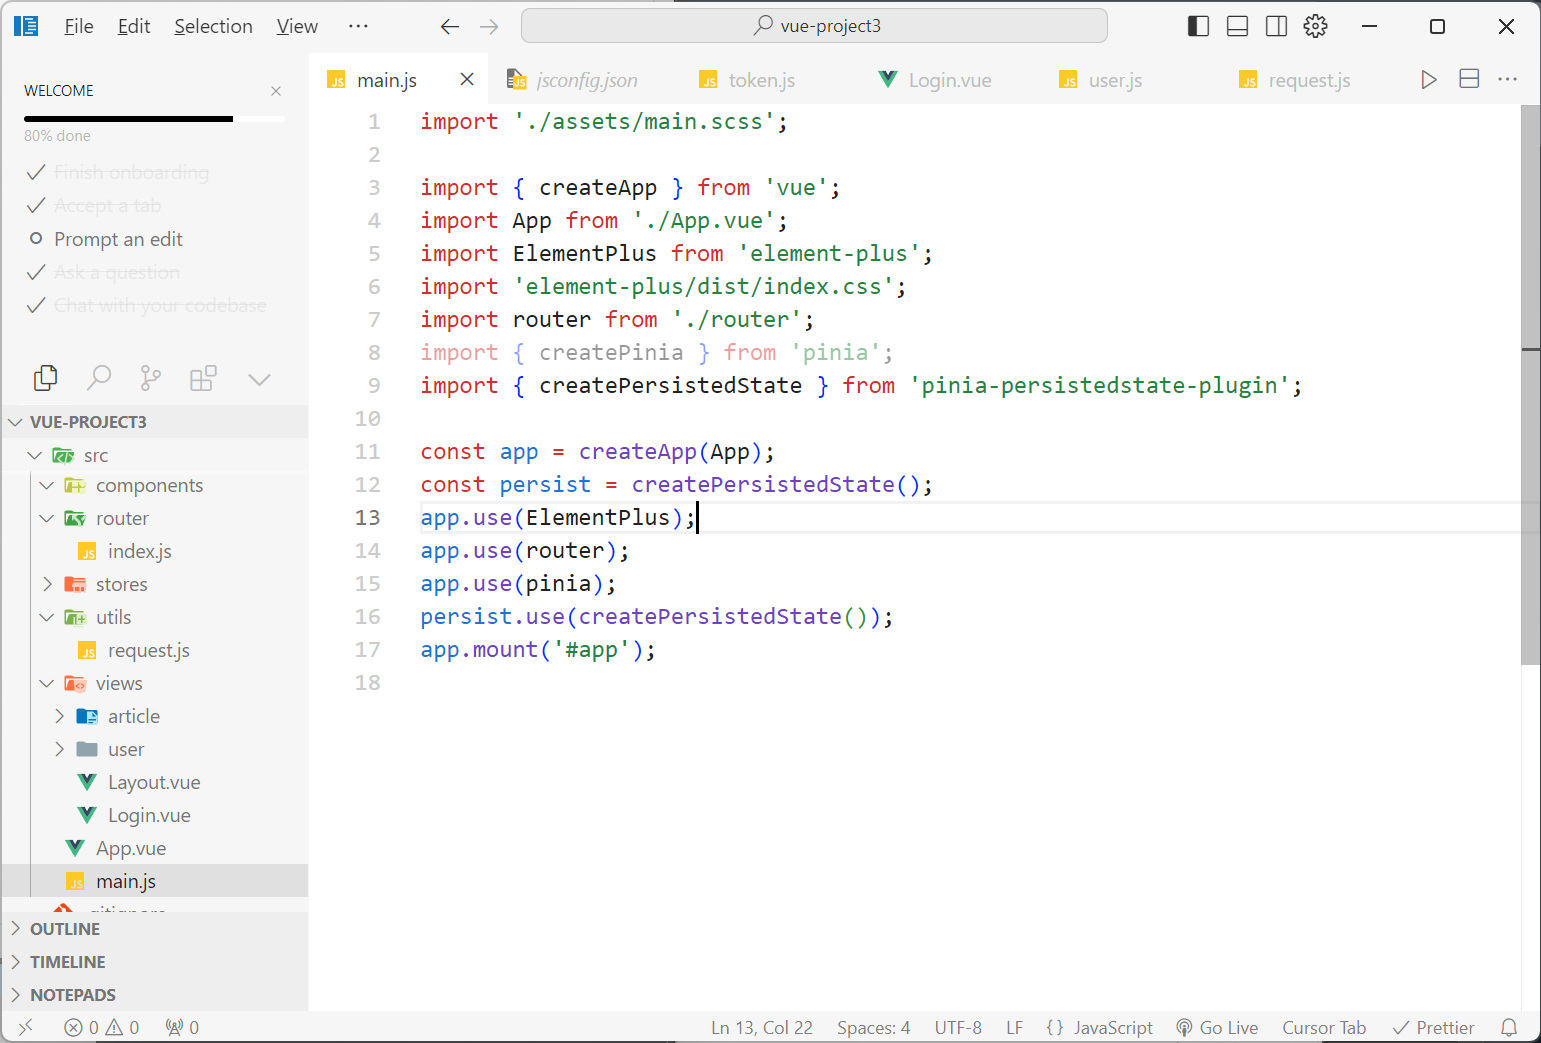 File Edit Selection View ··· vue-project3
WELCOME
80% done
Finish onboarding
Accept a tab
Prompt an edit
Ask a question
Chat with your codebase
VUE-PROJECT3
src
components
router
index.js
stores
utils
request.js
views
article
user
Layout.vue
Login.vue
App.vue
main.js
.gitignore
OUTLINE
TIMELINE
NOTEPADS
main.js jsconfig.json token.js Login.vue user.js request.js
1 import './assets/main.scss';
2
3 import { createApp } from 'vue';
4 import App from './App.vue';
5 import ElementPlus from 'element-plus';
6 import 'element-plus/dist/index.css';
7 import router from './router';
8 import { createPinia } from 'pinia';
9 import { createPersistedState } from 'pinia-persistedstate-plugin';
10
11 const app = createApp(App);
12 const persist = createPersistedState();
13 app.use(ElementPlus);
14 app.use(router);
15 app.use(pinia);
16 persist.use(createPersistedState());
17 app.mount('#app');
18
0 0 0 Ln 13, Col 22 Spaces: 4 UTF-8 LF {} JavaScript Go Live Cursor Tab Prettier